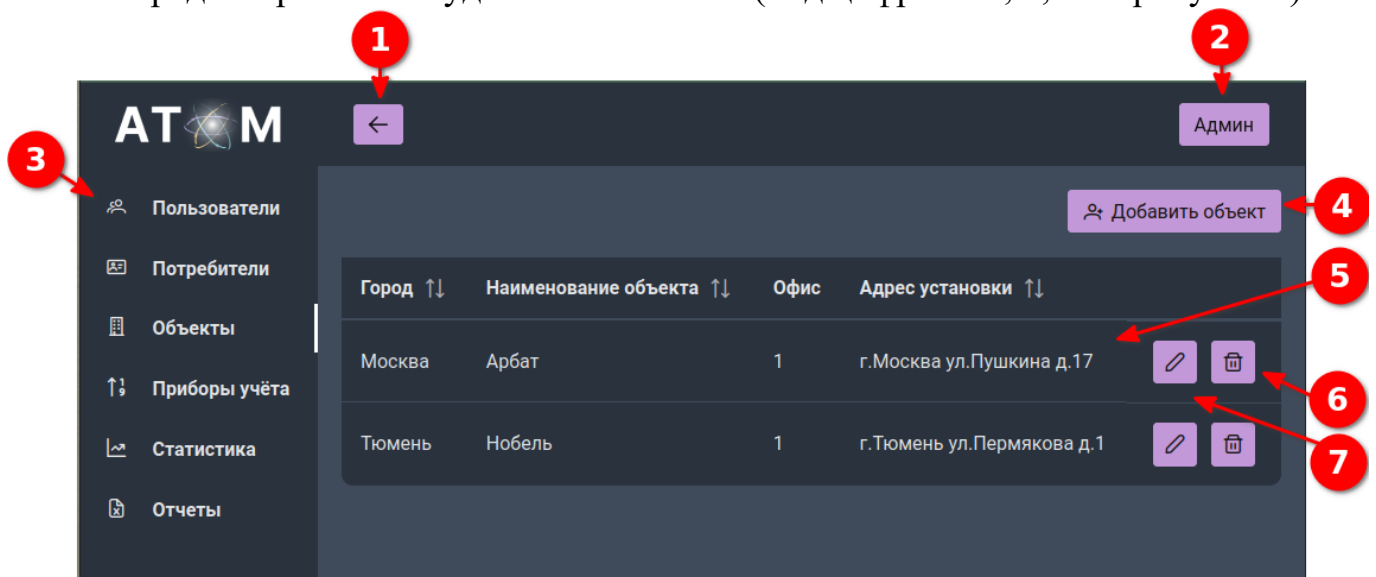 1
2
АТ М
Админ
3
Пользователи
Добавить объект
4
Потребители
Город Наименование объекта Офис Адрес установки
5
Объекты
Москва Арбат 1 г.Москва ул.Пушкина д.17
Приборы учёта
6
Тюмень Нобель 1 г.Тюмень ул.Пермякова д.1
Статистика
7
Отчеты